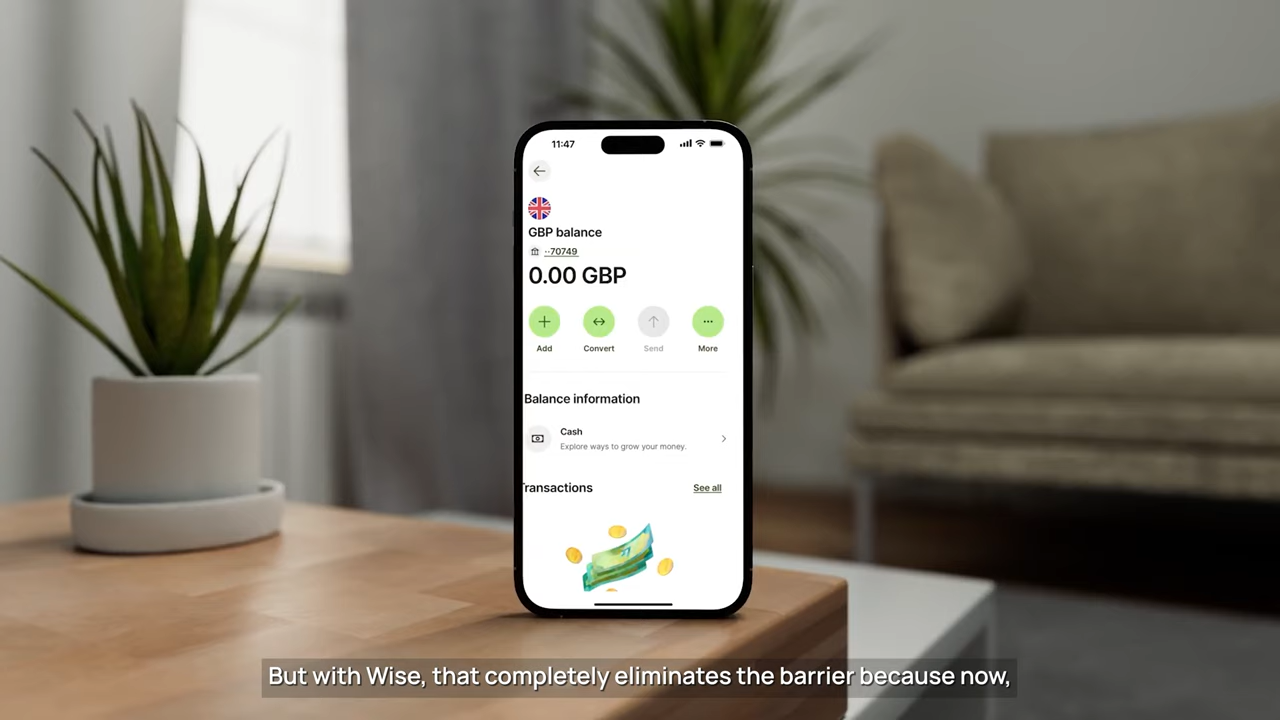 11:47
GBP balance
··70749
0.00 GBP
Add
Convert
Send
More
Balance information
Cash
Explore ways to grow your money.
Transactions
See all
But with Wise, that completely eliminates the barrier because now,